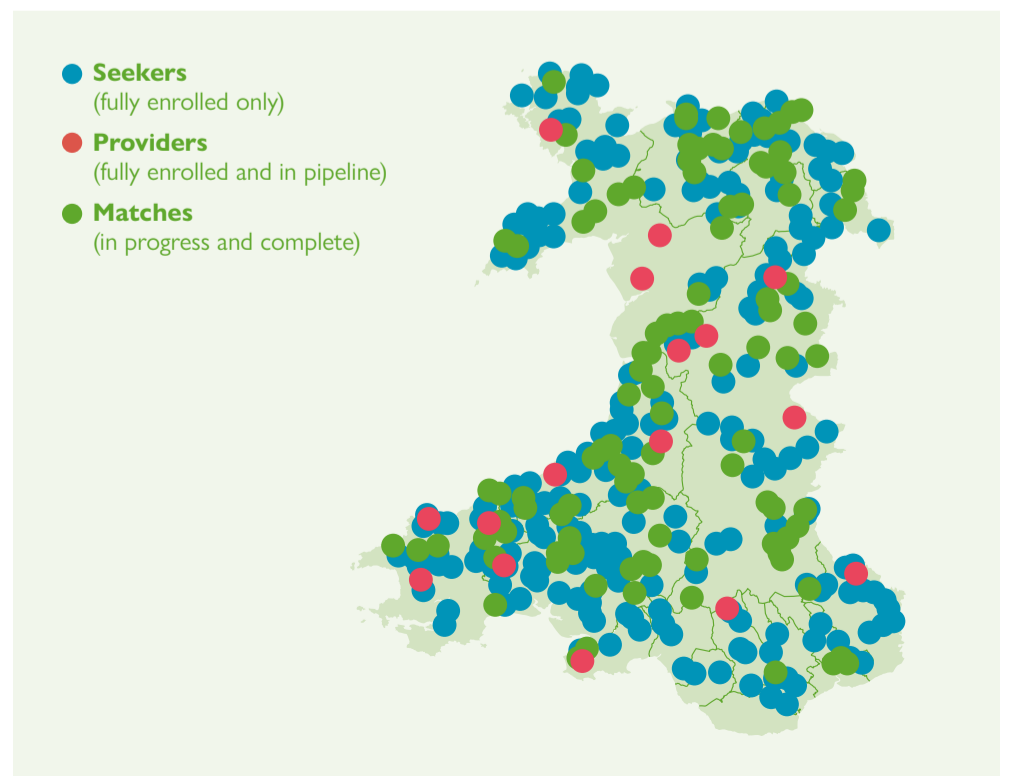 Seekers
(fully enrolled only)
Providers
(fully enrolled and in pipeline)
Matches
(in progress and complete)